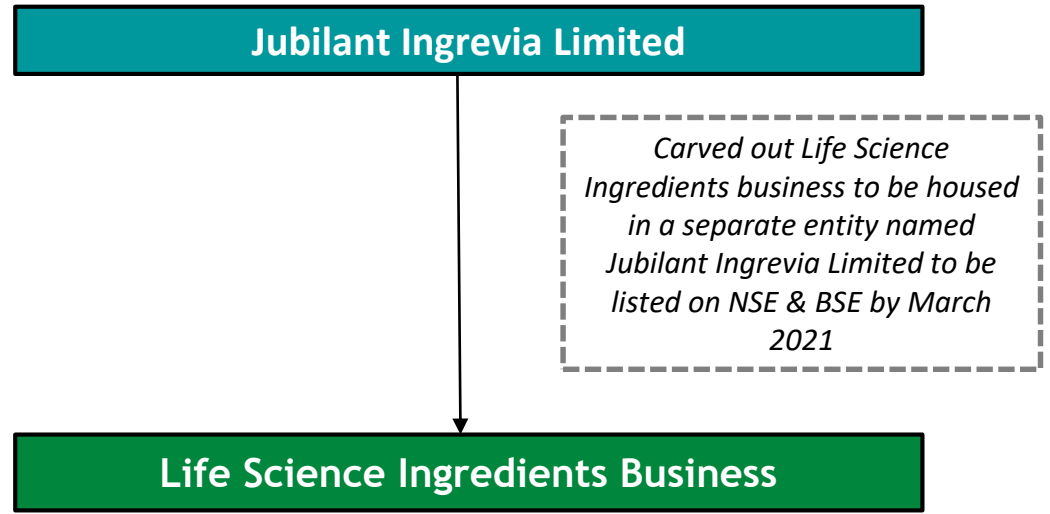 Jubilant Ingrevia Limited
Carved out Life Science
Ingredients business to be housed
in a separate entity named
Jubilant Ingrevia Limited to be
listed on NSE & BSE by March
2021
Life Science Ingredients Business